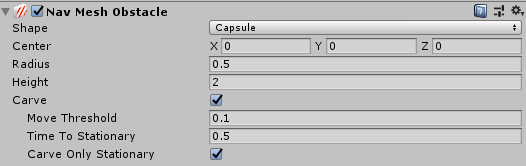 Nav Mesh Obstacle
Shape Capsule
Center X 0 Y 0 Z 0
Radius 0.5
Height 2
Carve
Move Threshold 0.1
Time To Stationary 0.5
Carve Only Stationary